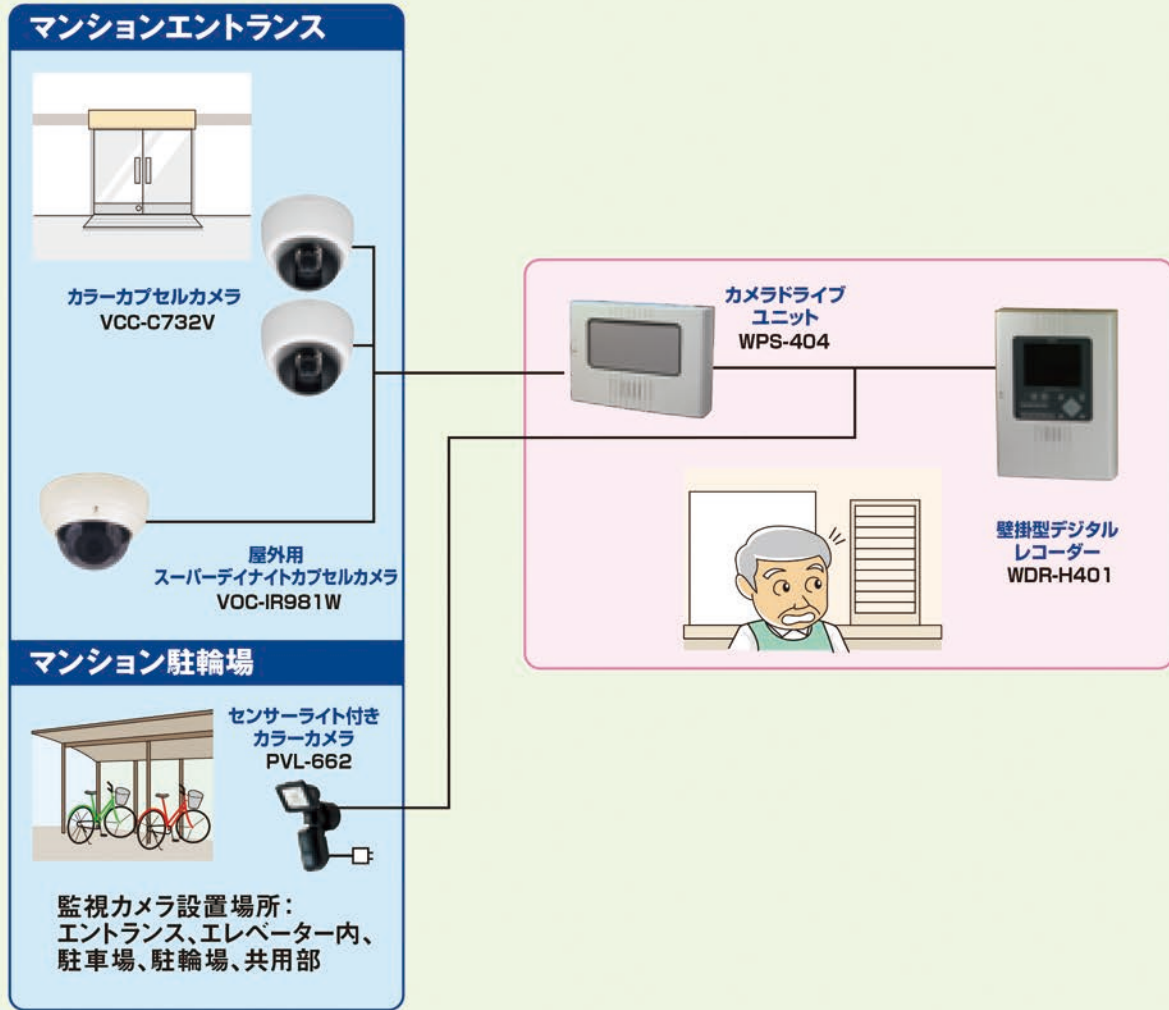 マンションエントランス
カラーカプセルカメラ
VCC-C732V
屋外用
スーパーデイナイトカプセルカメラ
VOC-IR981W
マンション駐輪場
センサーライト付き
カラーカメラ
PVL-662
監視カメラ設置場所：
エントランス、エレベーター内、
駐車場、駐輪場、共用部
カメラドライブ
ユニット
WPS-404
壁掛型デジタル
レコーダー
WDR-H401